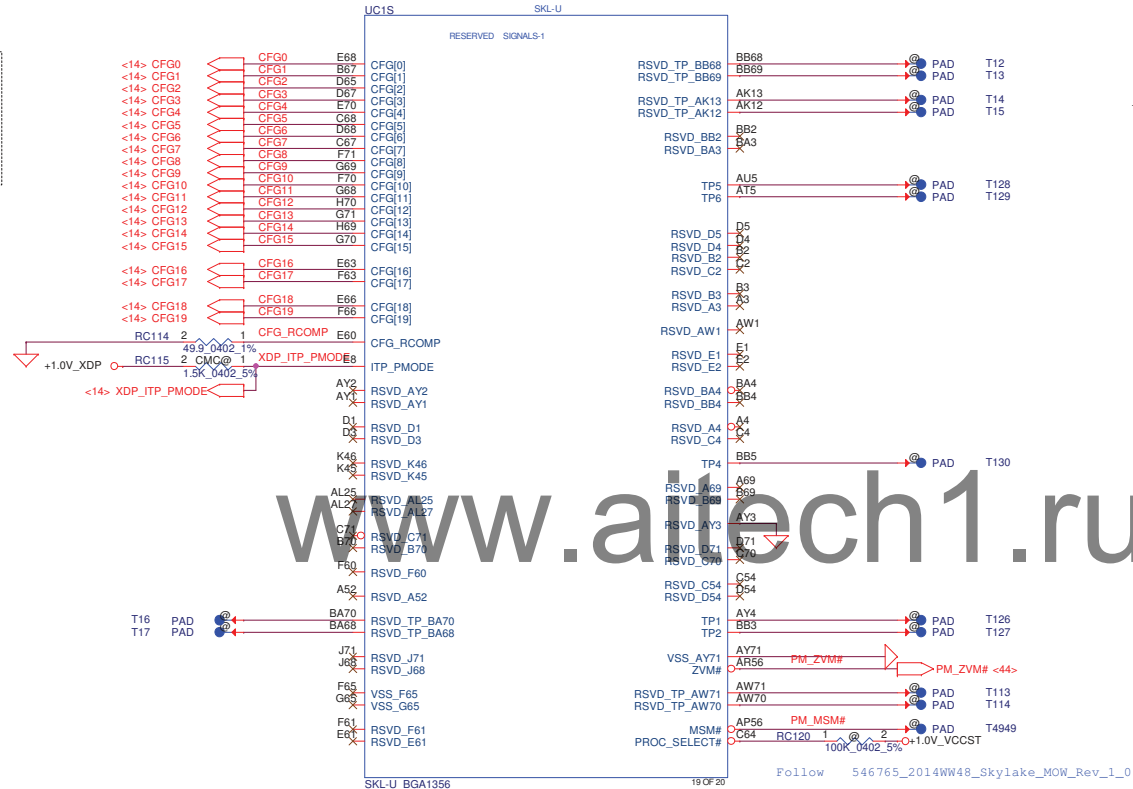 UC1S SKL-U
RESERVED SIGNALS-1
<14> CFG0 CFG0 E68 CFG[0]
<14> CFG1 CFG1 B67 CFG[1]
<14> CFG2 CFG2 D65 CFG[2]
<14> CFG3 CFG3 D67 CFG[3]
<14> CFG4 CFG4 E70 CFG[4]
<14> CFG5 CFG5 C68 CFG[5]
<14> CFG6 CFG6 D68 CFG[6]
<14> CFG7 CFG7 C67 CFG[7]
<14> CFG8 CFG8 F71 CFG[8]
<14> CFG9 CFG9 G69 CFG[9]
<14> CFG10 CFG10 F70 CFG[10]
<14> CFG11 CFG11 G68 CFG[11]
<14> CFG12 CFG12 H70 CFG[12]
<14> CFG13 CFG13 G71 CFG[13]
<14> CFG14 CFG14 H69 CFG[14]
<14> CFG15 CFG15 G70 CFG[15]
<14> CFG16 CFG16 E63 CFG[16]
<14> CFG17 CFG17 F63 CFG[17]
<14> CFG18 CFG18 E66 CFG[18]
<14> CFG19 CFG19 F66 CFG[19]
RC114 2 1 CFG_RCOMP E60 CFG_RCOMP
49.9_0402_1%
+1.0V_XDP RC115 2 CMC@ 1 XDP_ITP_PMODE E8 ITP_PMODE
1.5K_0402_5%
<14> XDP_ITP_PMODE
AY2 RSVD_AY2
AY1 RSVD_AY1
D1 RSVD_D1
D3 RSVD_D3
K46 RSVD_K46
K45 RSVD_K45
AL25 RSVD_AL25
AL27 RSVD_AL27
C71 RSVD_C71
B70 RSVD_B70
F60 RSVD_F60
A52 RSVD_A52
T16 PAD @ BA70 RSVD_TP_BA70
T17 PAD @ BA68 RSVD_TP_BA68
J71 RSVD_J71
J68 RSVD_J68
F65 VSS_F65
G65 VSS_G65
F61 RSVD_F61
E61 RSVD_E61
RSVD_TP_BB68 BB68 @ PAD T12
RSVD_TP_BB69 BB69 @ PAD T13
RSVD_TP_AK13 AK13 @ PAD T14
RSVD_TP_AK12 AK12 @ PAD T15
RSVD_BB2 BB2
RSVD_BA3 BA3
TP5 AU5 @ PAD T128
TP6 AT5 @ PAD T129
RSVD_D5 D5
RSVD_D4 D4
RSVD_B2 B2
RSVD_C2 C2
RSVD_B3 B3
RSVD_A3 A3
RSVD_AW1 AW1
RSVD_E1 E1
RSVD_E2 E2
RSVD_BA4 BA4
RSVD_BB4 BB4
RSVD_A4 A4
RSVD_C4 C4
TP4 BB5 @ PAD T130
RSVD_A69 A69
RSVD_B69 B69
RSVD_AY3 AY3
RSVD_D71 D71
RSVD_C70 C70
RSVD_C54 C54
RSVD_D54 D54
TP1 AY4 @ PAD T126
TP2 BB3 @ PAD T127
VSS_AY71 AY71
ZVM# AR56 PM_ZVM# PM_ZVM# <44>
RSVD_TP_AW71 AW71 @ PAD T113
RSVD_TP_AW70 AW70 @ PAD T114
MSM# AP56 PM_MSM# @ PAD T4949
PROC_SELECT# C64 RC120 1 @ 2 +1.0V_VCCST
100K_0402_5%
www.aitech1.ru
SKL-U_BGA1356 19 OF 20
Follow 546765_2014WW48_Skylake_MOW_Rev_1_0